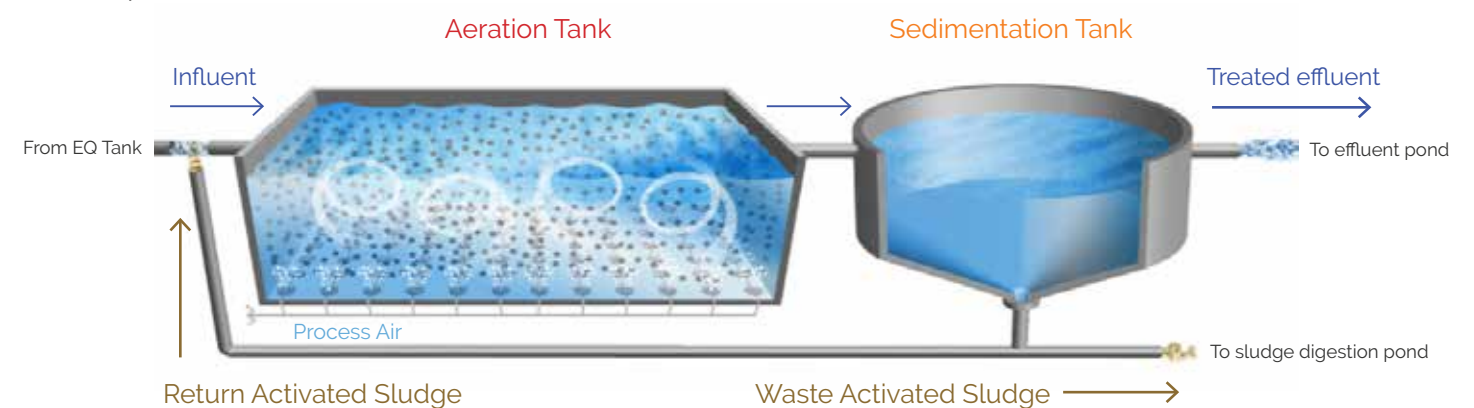 Aeration Tank
Sedimentation Tank
Influent
Treated effluent
From EQ Tank
To effluent pond
Process Air
To sludge digestion pond
Return Activated Sludge
Waste Activated Sludge